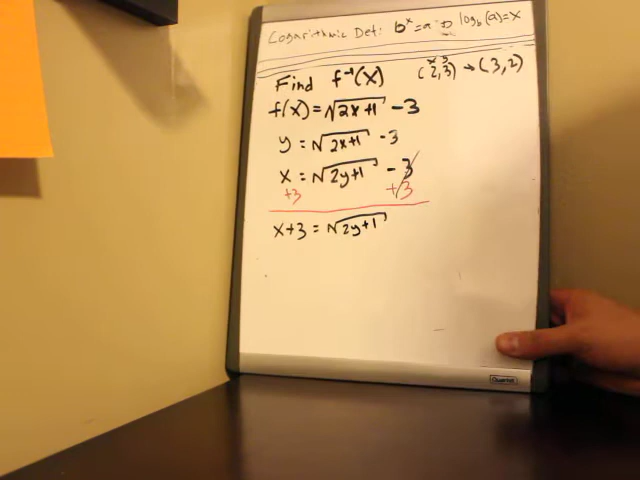 Logarithmic Def: b^x = a → log_b(a) = x
Find f⁻¹(x)
(2,3) → (3,2)
x y
f(x) = √2x+1 - 3
y = √2x+1 - 3
x = √2y+1 - 3
+3 +3
x+3 = √2y+1
Quartet